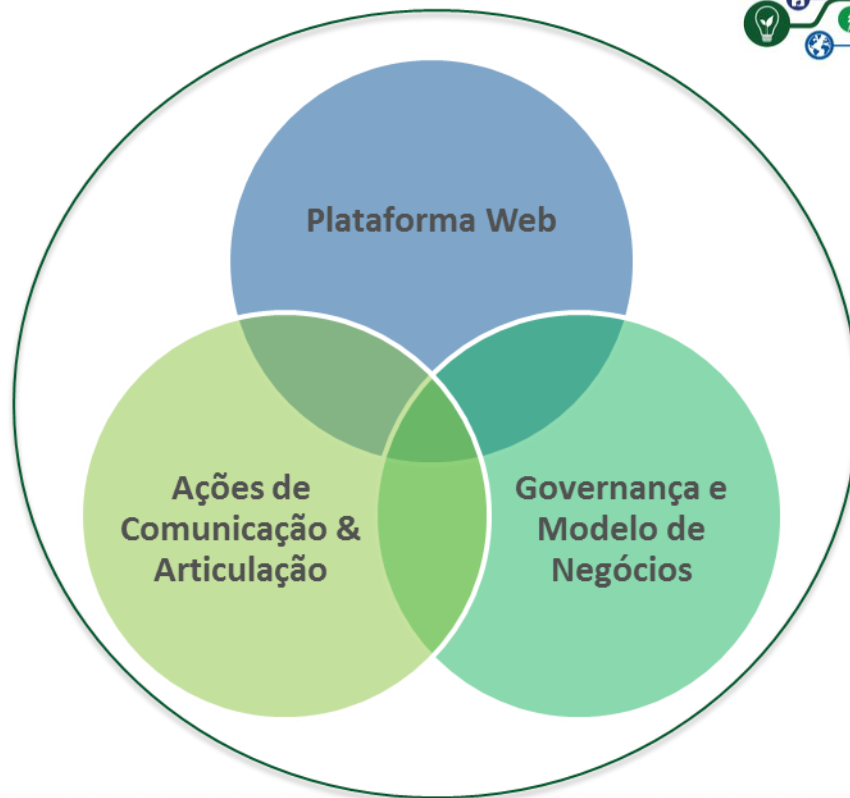 Plataforma Web
Ações de
Comunicação &
Articulação
Governança e
Modelo de
Negócios